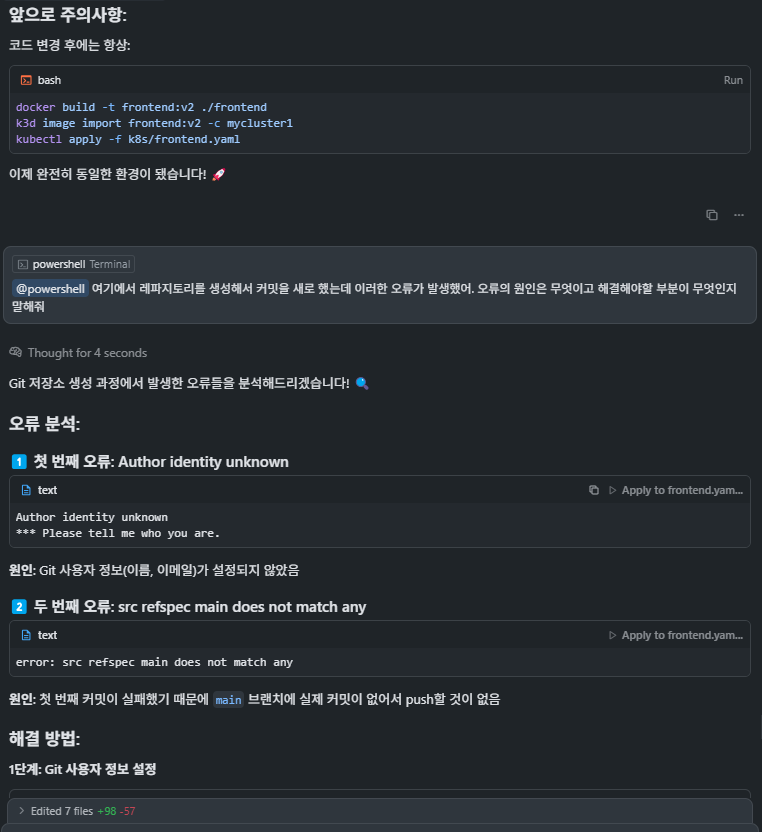 앞으로 주의사항:
코드 변경 후에는 항상:
bash
Run
docker build -t frontend:v2 ./frontend
k3d image import frontend:v2 -c mycluster1
kubectl apply -f k8s/frontend.yaml
이제 완전히 동일한 환경이 됐습니다! 🚀
powershell Terminal
@powershell 여기에서 레파지토리를 생성해서 커밋을 새로 했는데 이러한 오류가 발생했어. 오류의 원인은 무엇이고 해결해야할 부분이 무엇인지
말해줘
Thought for 4 seconds
Git 저장소 생성 과정에서 발생한 오류들을 분석해드리겠습니다! 🔍
오류 분석:
1️⃣ 첫 번째 오류: Author identity unknown
text
Apply to frontend.yam...
Author identity unknown
*** Please tell me who you are.
원인: Git 사용자 정보(이름, 이메일)가 설정되지 않았음
2️⃣ 두 번째 오류: src refspec main does not match any
text
Apply to frontend.yam...
error: src refspec main does not match any
원인: 첫 번째 커밋이 실패했기 때문에 main 브랜치에 실제 커밋이 없어서 push할 것이 없음
해결 방법:
1단계: Git 사용자 정보 설정
Edited 7 files +98 -57